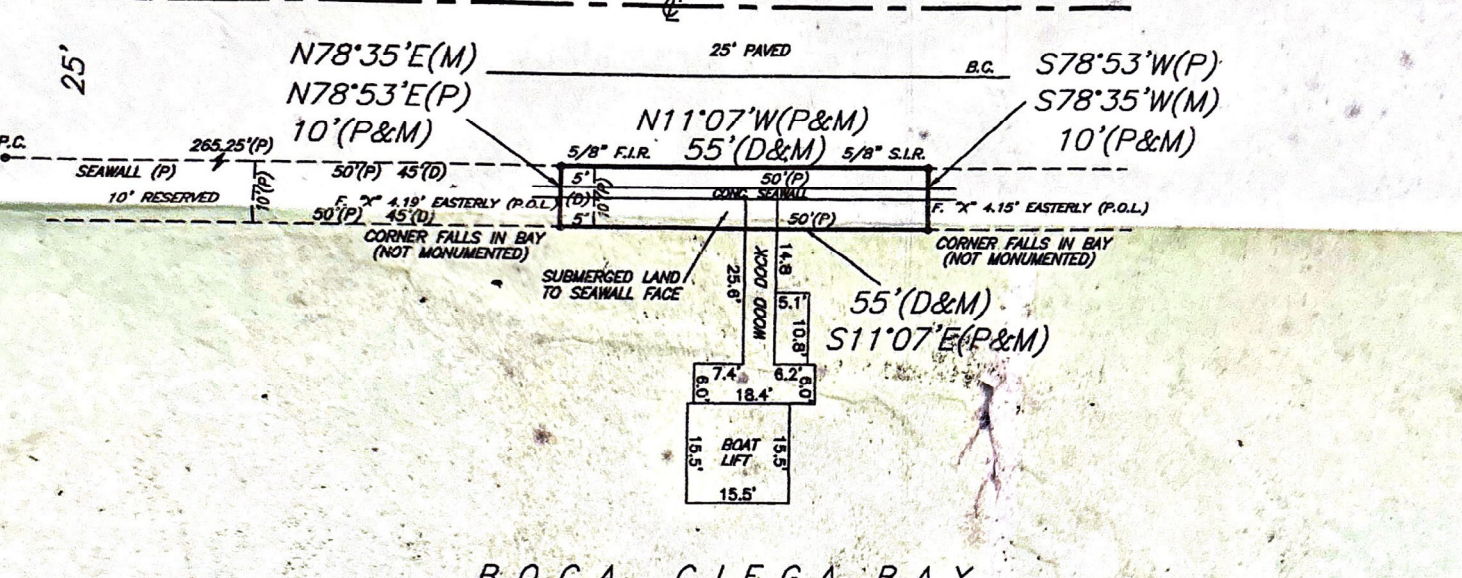 ℄
25'
N78°35'E(M)
N78°53'E(P)
10'(P&M)
25' PAVED
B.C.
S78°53'W(P)
S78°35'W(M)
10'(P&M)
N11°07'W(P&M)
5/8" F.I.R.
55'(D&M)
5/8" S.I.R.
P.C.
265.25'(P)
SEAWALL (P)
10' RESERVED
10'(P)
50'(P) 45'(D)
F. "X" 4.19' EASTERLY (P.O.L.)
50'(P) 45'(D)
5'
(D)
5'
10'(P)
50'(P)
CONC. SEAWALL
50'(P)
F. "X" 4.15' EASTERLY (P.O.L)
CORNER FALLS IN BAY
(NOT MONUMENTED)
CORNER FALLS IN BAY
(NOT MONUMENTED)
SUBMERGED LAND
TO SEAWALL FACE
25.6'
WOOD DOCK
14.8'
5.1'
10.8'
55'(D&M)
S11°07'E(P&M)
7.4'
6.2'
6.0'
6.0'
18.4'
15.5'
BOAT
LIFT
15.5'
15.5'
BOCA CIEGA BAY